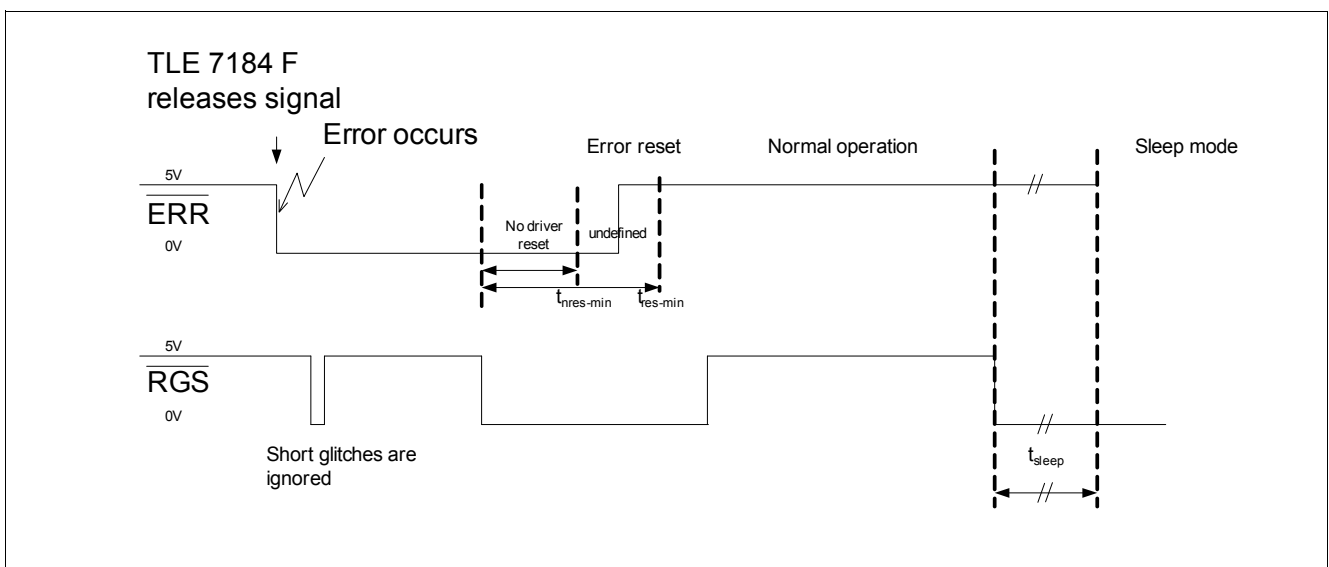 TLE 7184 F
releases signal
Error occurs
Error reset
Normal operation
Sleep mode
5V
ERR
0V
No driver
reset
undefined
tnres-min
tres-min
5V
RGS
0V
Short glitches are
ignored
tsleep